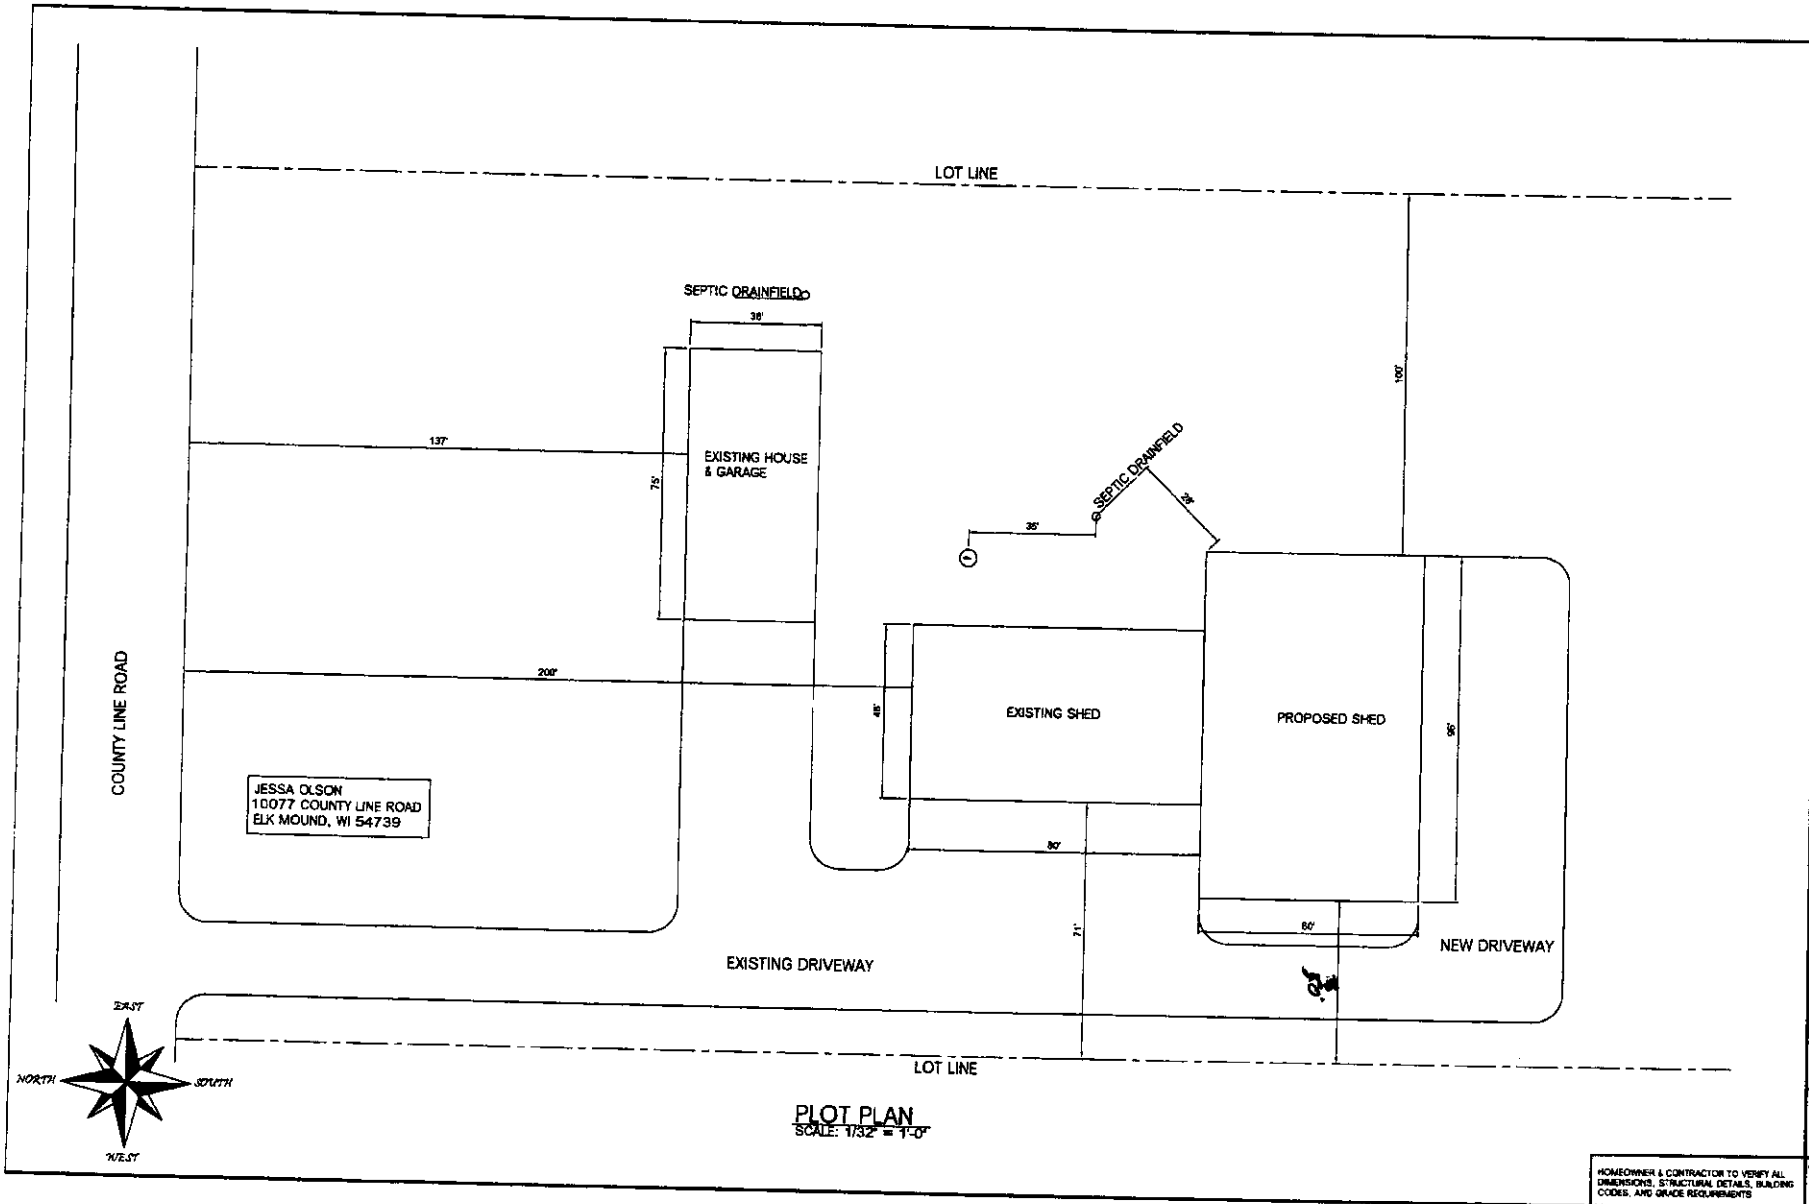 LOT LINE
SEPTIC DRAINFIELD
38'
100'
137'
EXISTING HOUSE
& GARAGE
75'
SEPTIC DRAINFIELD
28'
35'
COUNTY LINE ROAD
200'
48'
EXISTING SHED
PROPOSED SHED
96'
JESSA OLSON
10077 COUNTY LINE ROAD
ELK MOUND, WI 54739
80'
71'
60'
NEW DRIVEWAY
EXISTING DRIVEWAY
EAST
NORTH
SOUTH
WEST
LOT LINE
PLOT PLAN
SCALE: 1/32" = 1'-0"
HOMEOWNER & CONTRACTOR TO VERIFY ALL
DIMENSIONS, STRUCTURAL DETAILS, BUILDING
CODES, AND GRADE REQUIREMENTS